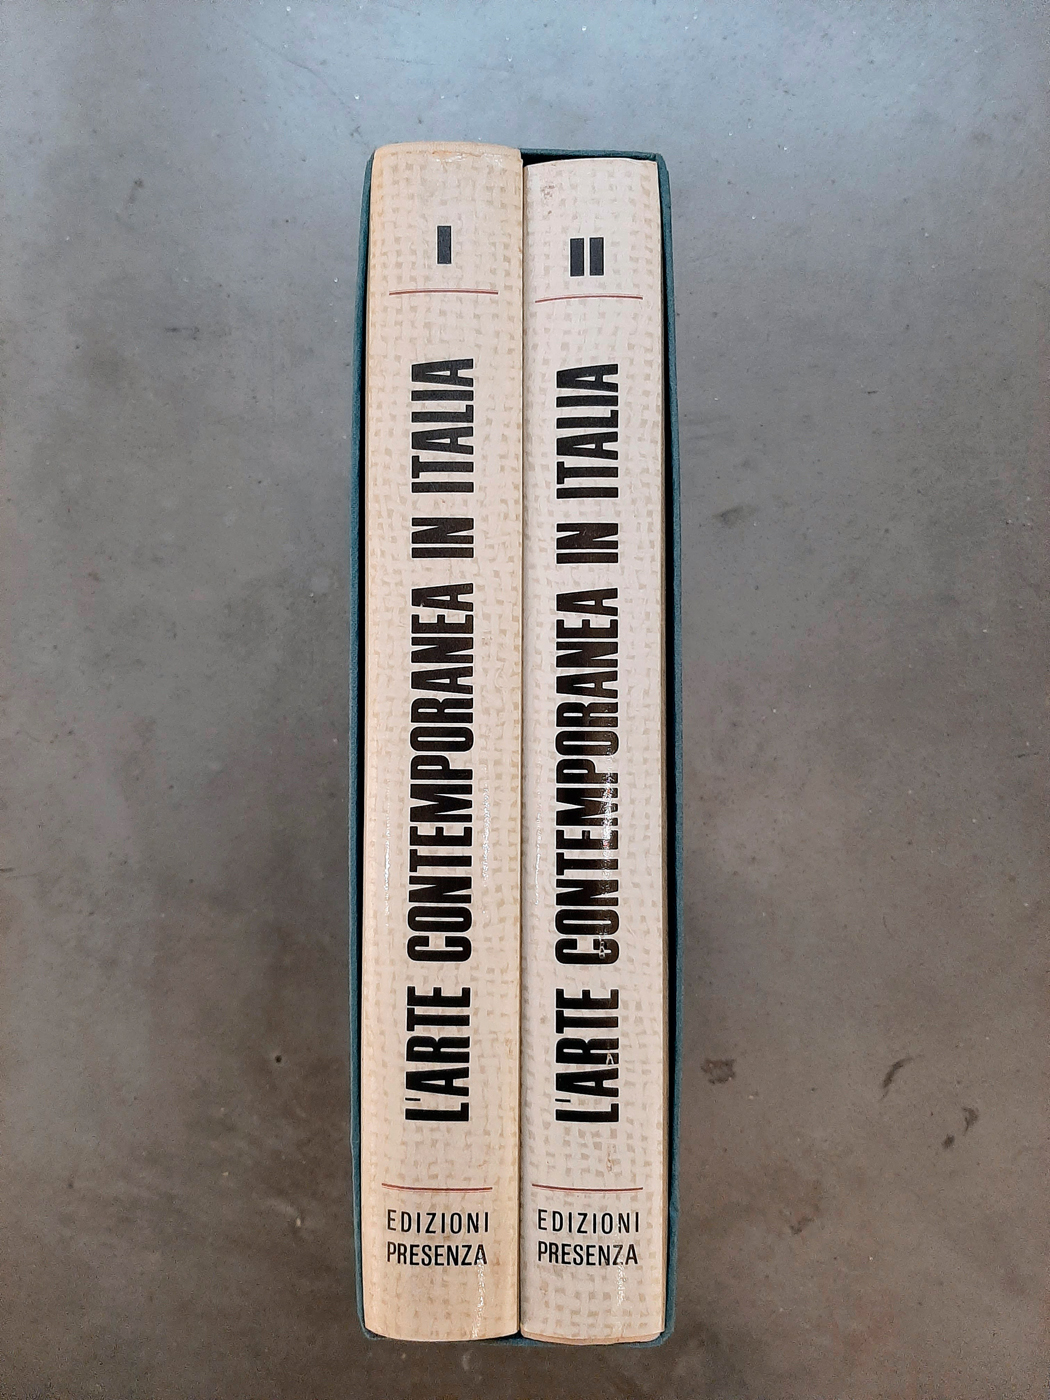 I
L'ARTE CONTEMPORANEA IN ITALIA
EDIZIONI
PRESENZA
II
L'ARTE CONTEMPORANEA IN ITALIA
EDIZIONI
PRESENZA